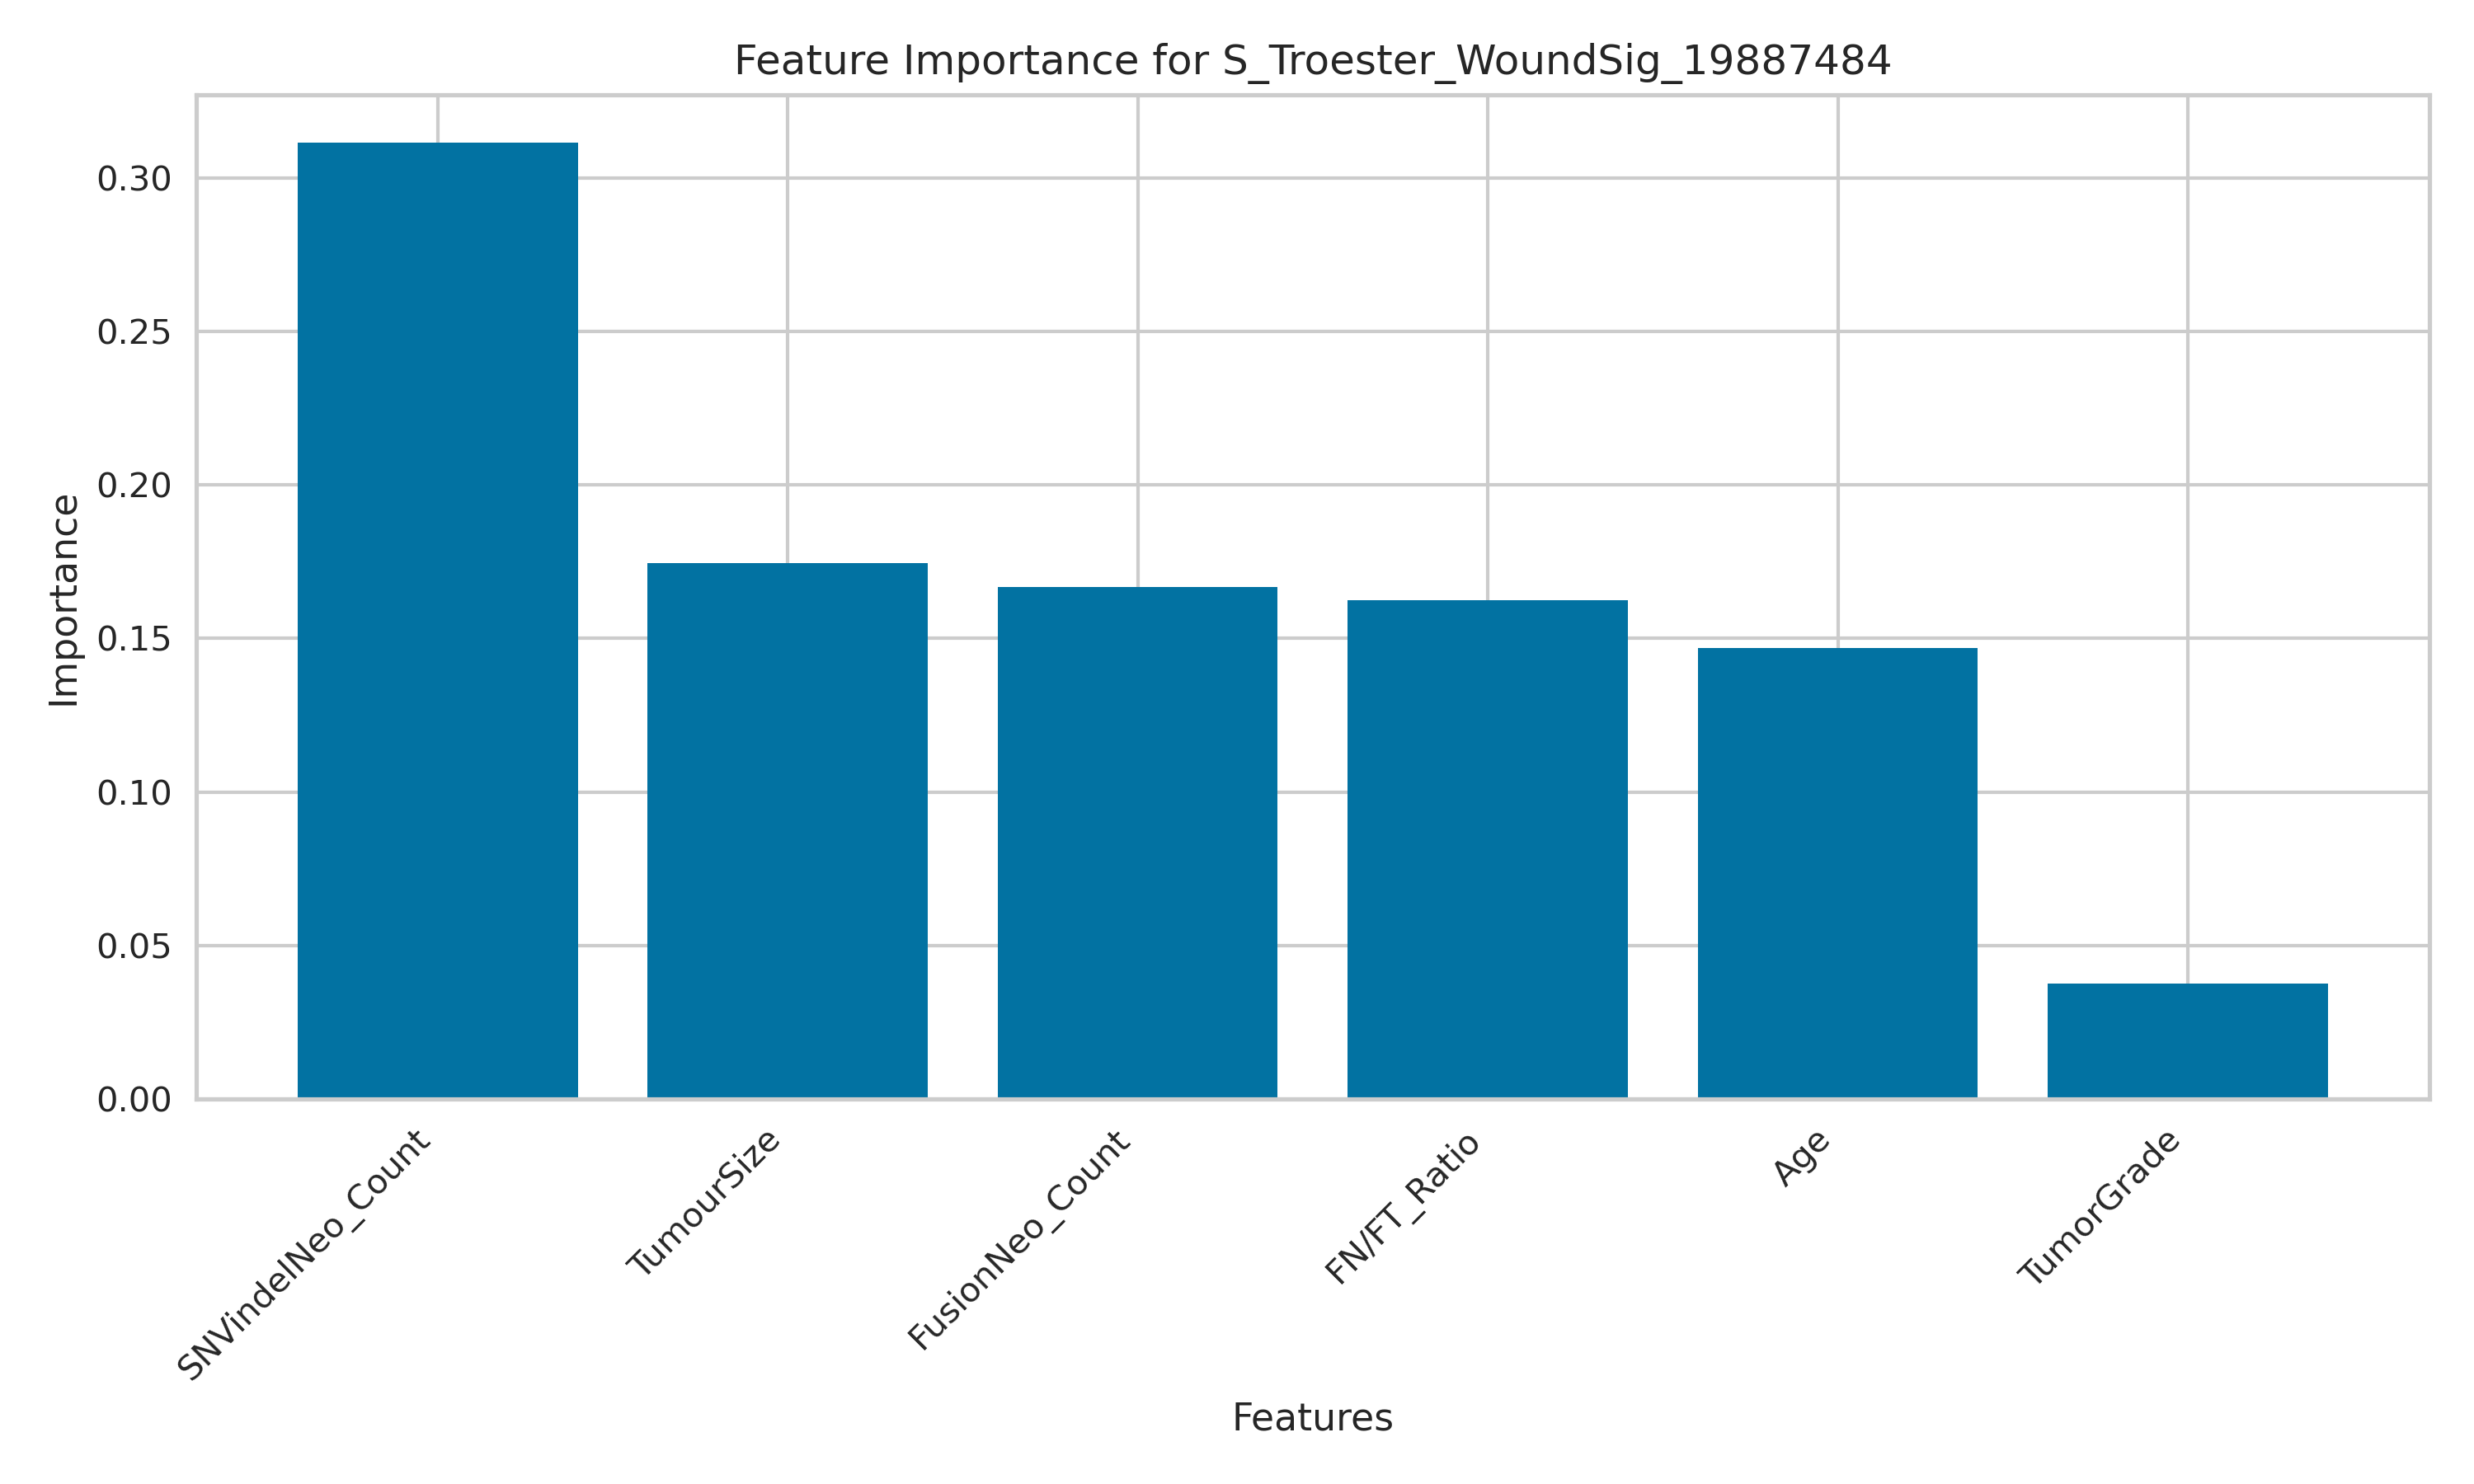 Feature Importance for S_Troester_WoundSig_19887484
Importance
0.30
0.25
0.20
0.15
0.10
0.05
0.00
SNVindelNeo_Count
TumourSize
FusionNeo_Count
FN/FT_Ratio
Age
TumorGrade
Features